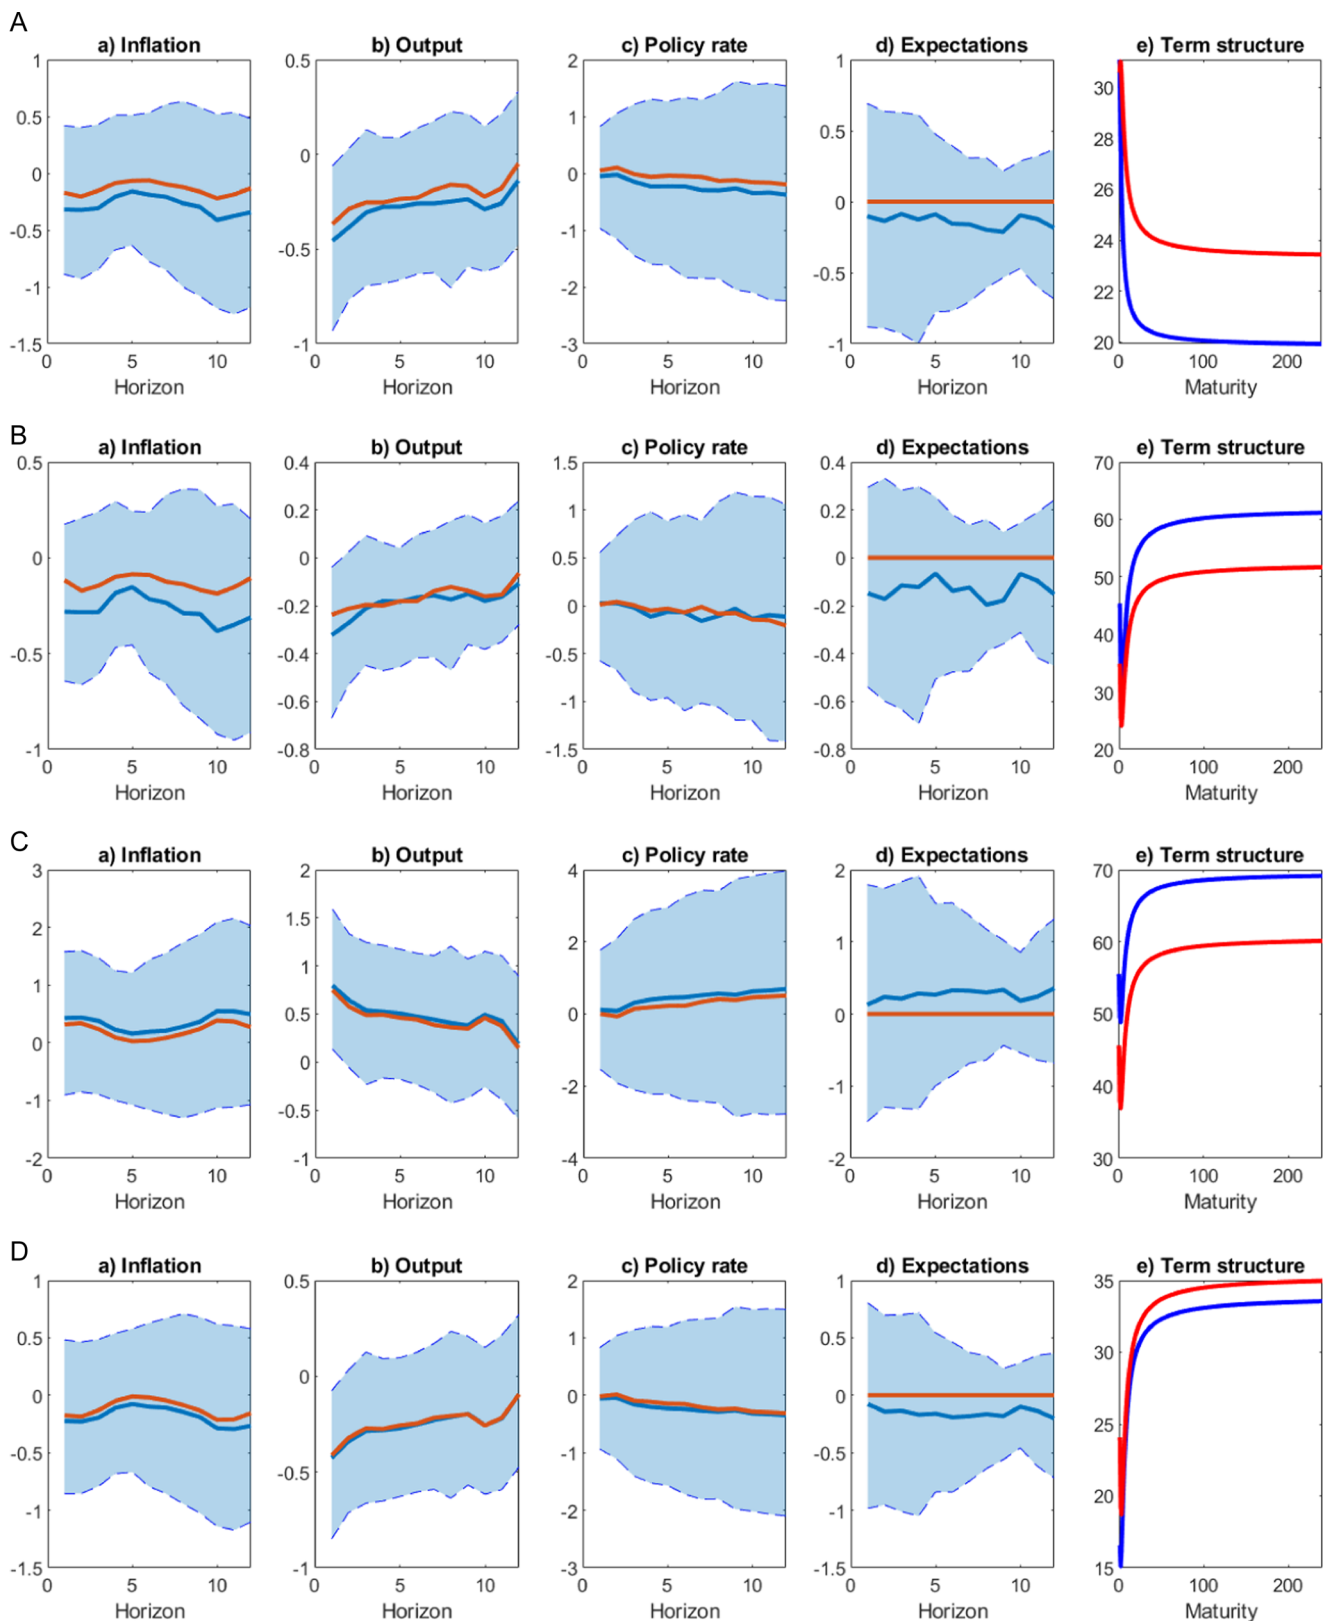 A
a) Inflation b) Output c) Policy rate d) Expectations e) Term structure
1 0.5 2 1 30
0.5 0 1 0.5 28
0 0 0 26
-0.5 -0.5 -1 -0.5 24
-1 -2 22
-1.5 -1 -3 -1 20
0 5 10 0 5 10 0 5 10 0 5 10 0 100 200
Horizon Horizon Horizon Horizon Maturity
B
a) Inflation b) Output c) Policy rate d) Expectations e) Term structure
0.5 0.4 1.5 0.4 70
0.2 1 0.2 60
0 0 0.5 0 50
-0.2 0 -0.2 40
-0.5 -0.4 0.5 -0.4 30
-0.6 -1 -0.6
-1 -0.8 -1.5 -0.8 20
0 5 10 0 5 10 0 5 10 0 5 10 0 100 200
Horizon Horizon Horizon Horizon Maturity
C
a) Inflation b) Output c) Policy rate d) Expectations e) Term structure
3 2 4 2 70
2 1.5 2 1 60
1 1 0 0 50
0 0.5 -2 -1 40
-1 0
-0.5
-2 -1 -4 -2 30
0 5 10 0 5 10 0 5 10 0 5 10 0 100 200
Horizon Horizon Horizon Horizon Maturity
D
a) Inflation b) Output c) Policy rate d) Expectations e) Term structure
1 0.5 2 1 35
0.5 0 1 0.5 30
0 0 0 25
-0.5 -0.5 -1 -0.5 20
-1 -2 -1
-1.5 -1 -3 -1.5 15
0 5 10 0 5 10 0 5 10 0 5 10 0 100 200
Horizon Horizon Horizon Horizon Maturity